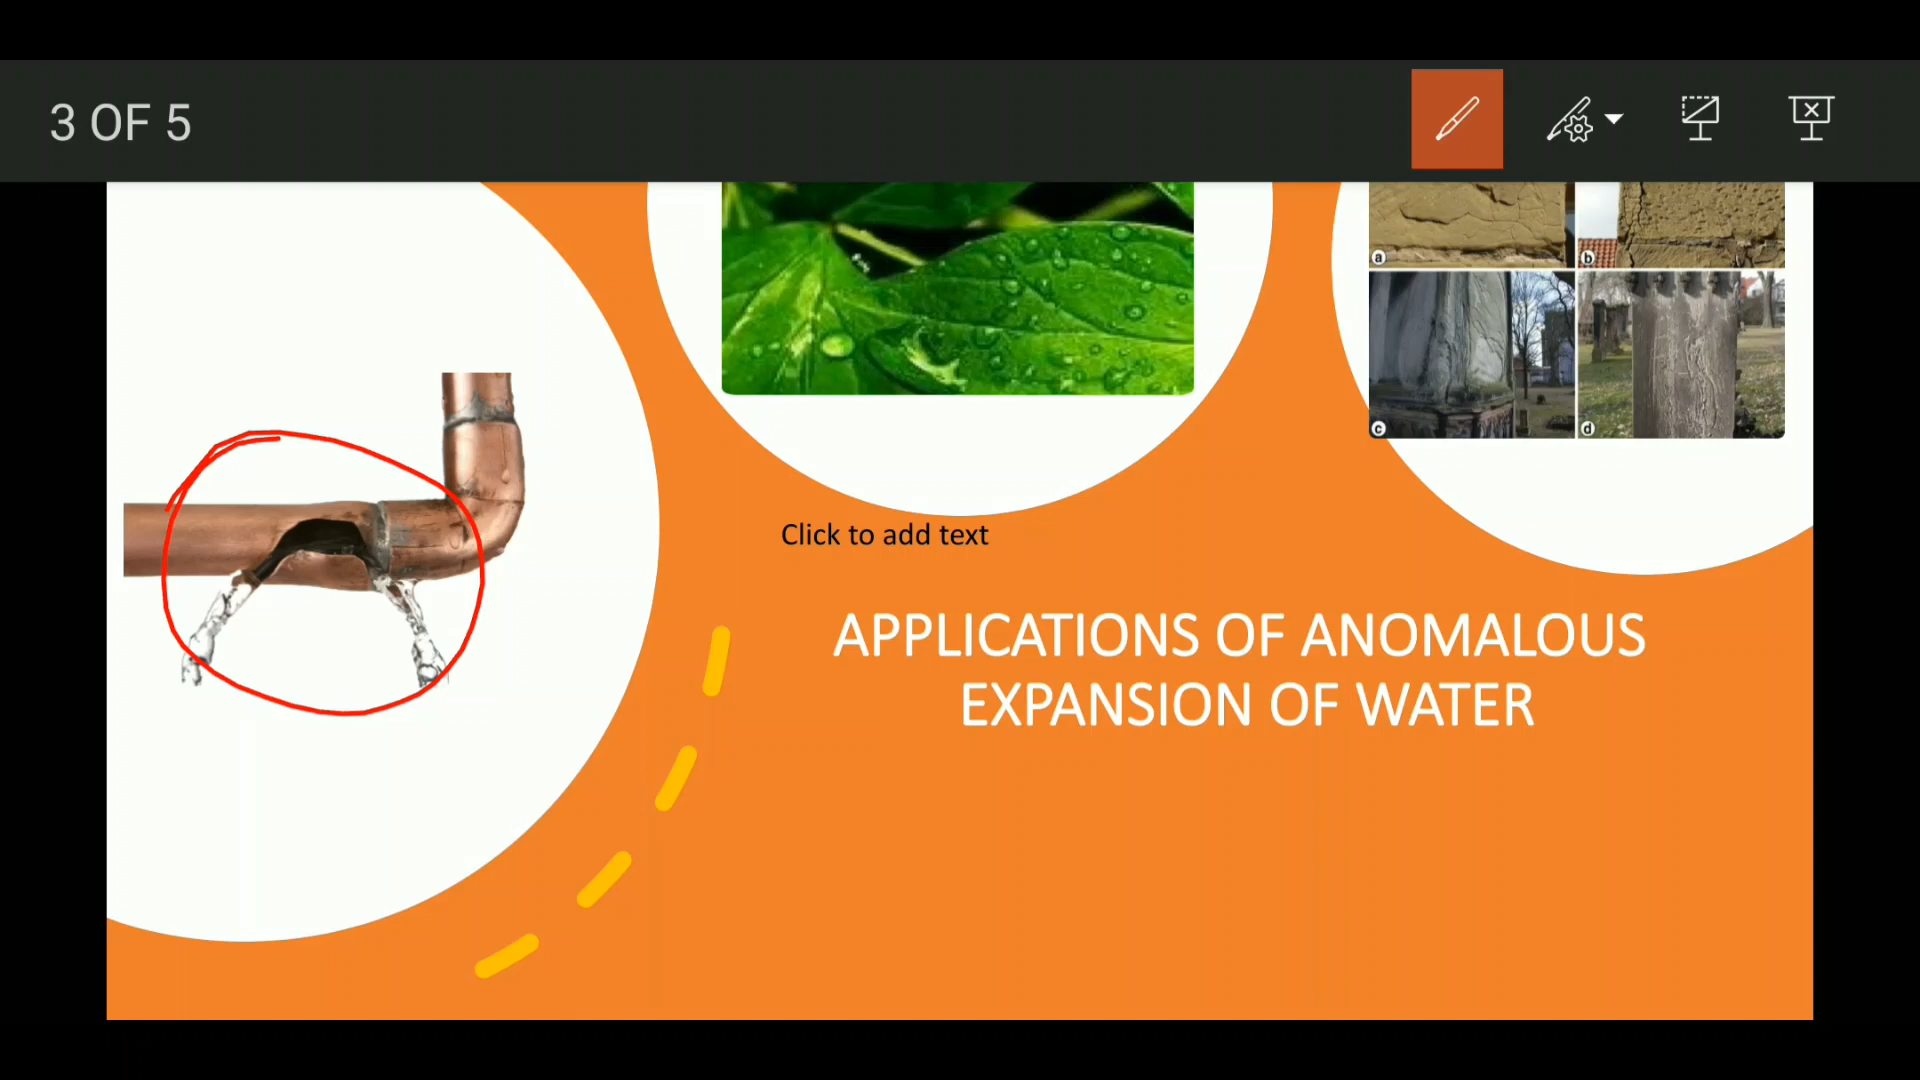 3 OF 5
a
b
c
d
Click to add text
APPLICATIONS OF ANOMALOUS
EXPANSION OF WATER